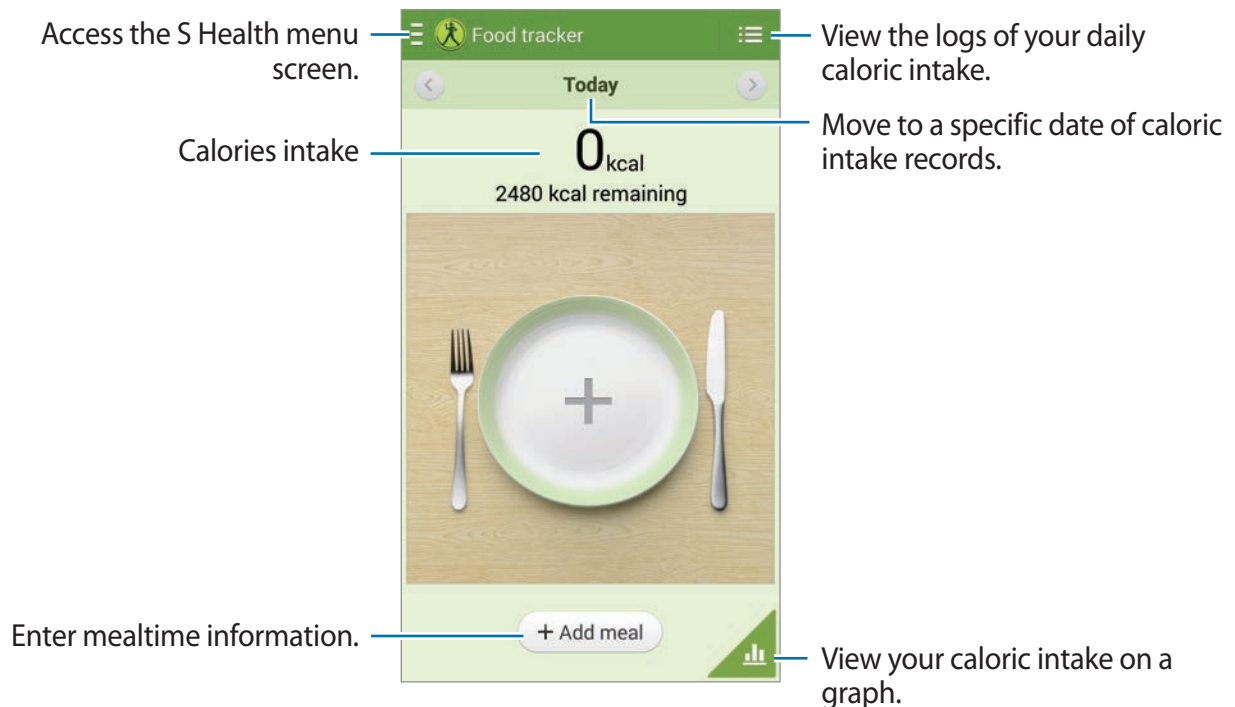 Access the S Health menu
screen.
Calories intake
Enter mealtime information.
Food tracker
Today
0 kcal
2480 kcal remaining
+ Add meal
View the logs of your daily
caloric intake.
Move to a specific date of caloric
intake records.
View your caloric intake on a
graph.